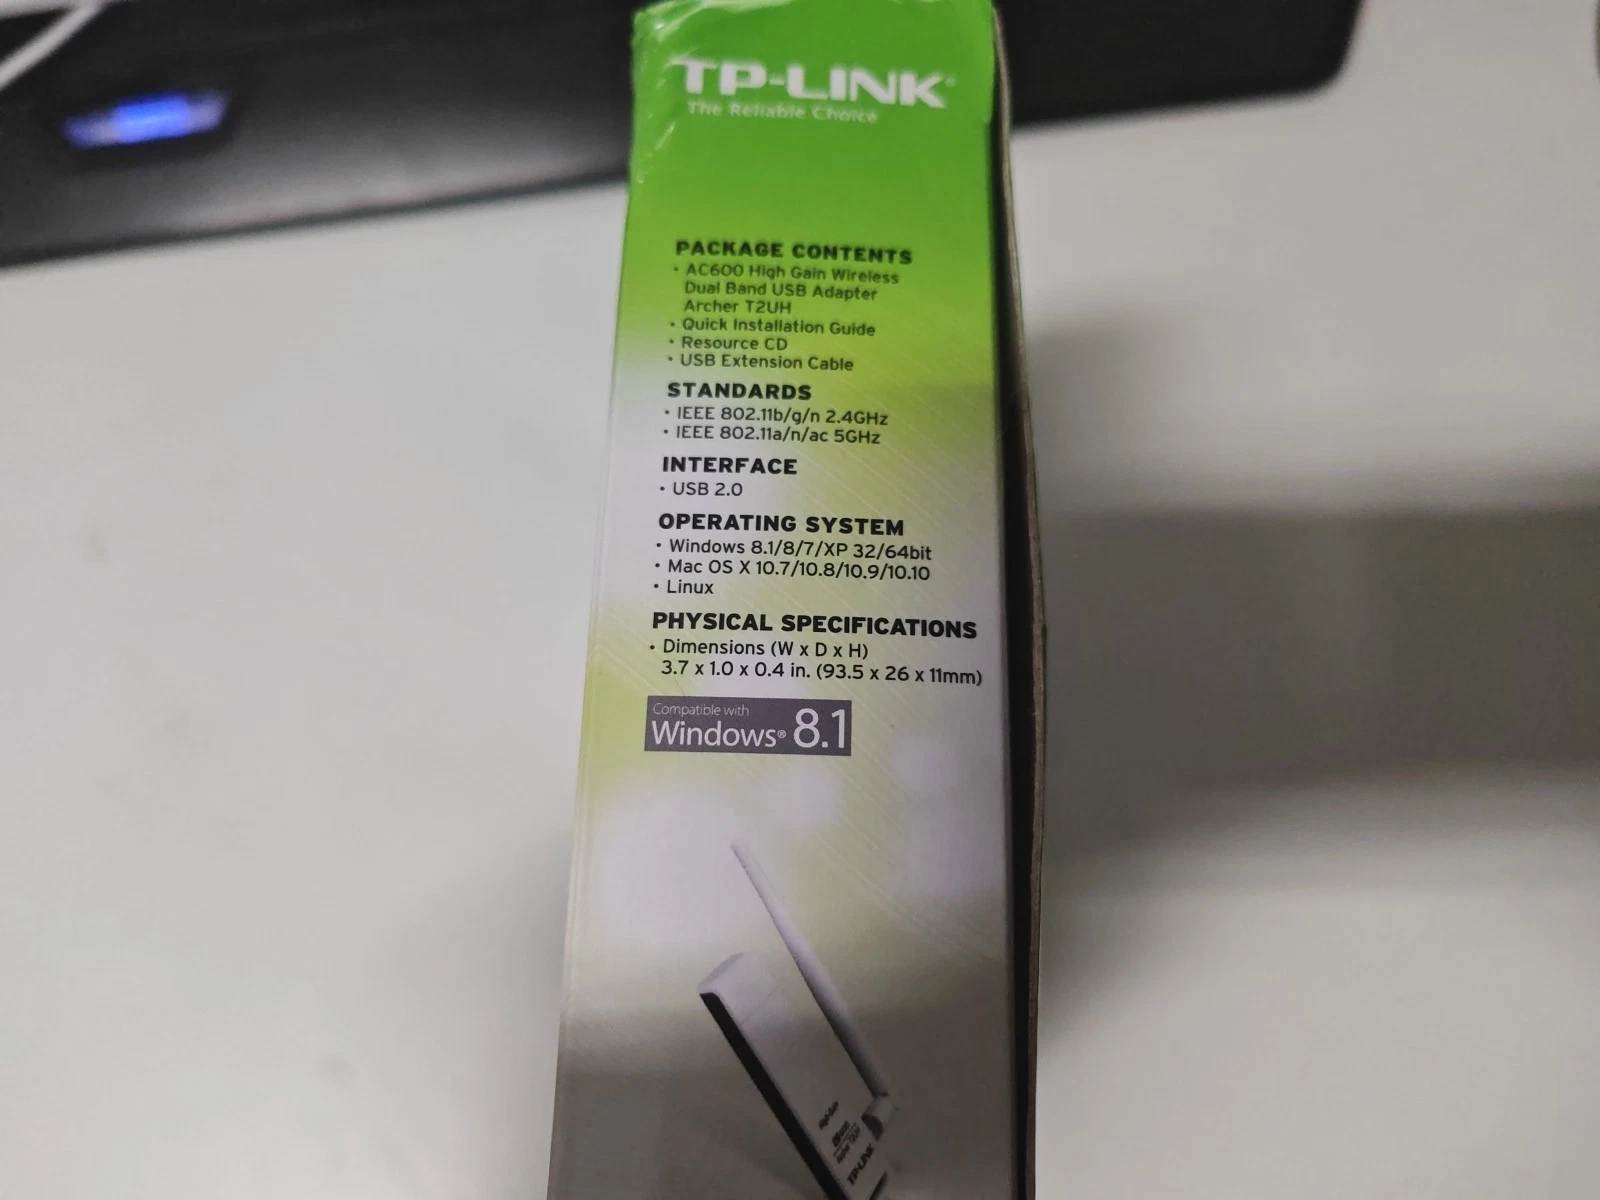 TP-LINK®
The Reliable Choice
PACKAGE CONTENTS
• AC600 High Gain Wireless
Dual Band USB Adapter
Archer T2UH
• Quick Installation Guide
• Resource CD
• USB Extension Cable
STANDARDS
• IEEE 802.11b/g/n 2.4GHz
• IEEE 802.11a/n/ac 5GHz
INTERFACE
• USB 2.0
OPERATING SYSTEM
• Windows 8.1/8/7/XP 32/64bit
• Mac OS X 10.7/10.8/10.9/10.10
• Linux
PHYSICAL SPECIFICATIONS
• Dimensions (W x D x H)
3.7 x 1.0 x 0.4 in. (93.5 x 26 x 11mm)
Compatible with
Windows® 8.1
TP-LINK